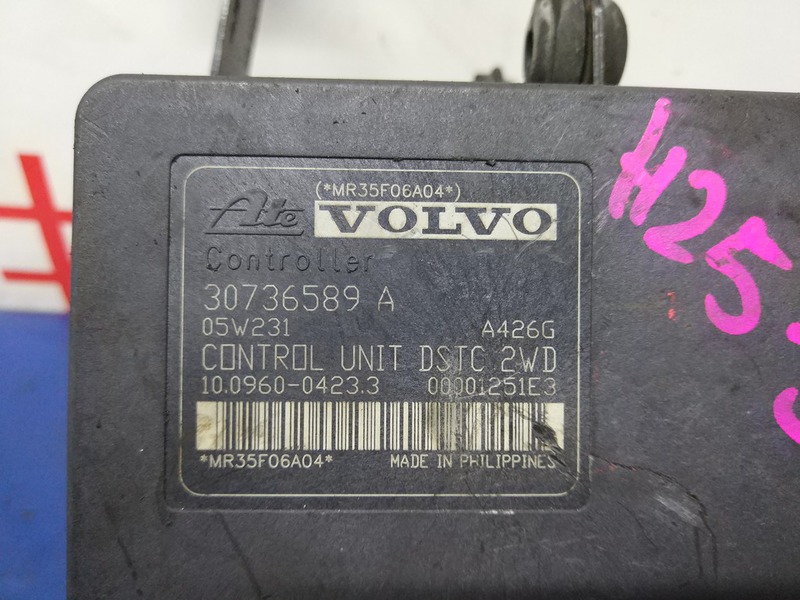 (*MR35F06A04*)
Ate VOLVO
Controller
30736589 A
05W231 A426G
CONTROL UNIT DSTC 2WD
10.0960-0423.3 00001251E3
*MR35F06A04* MADE IN PHILIPPINES
H25.